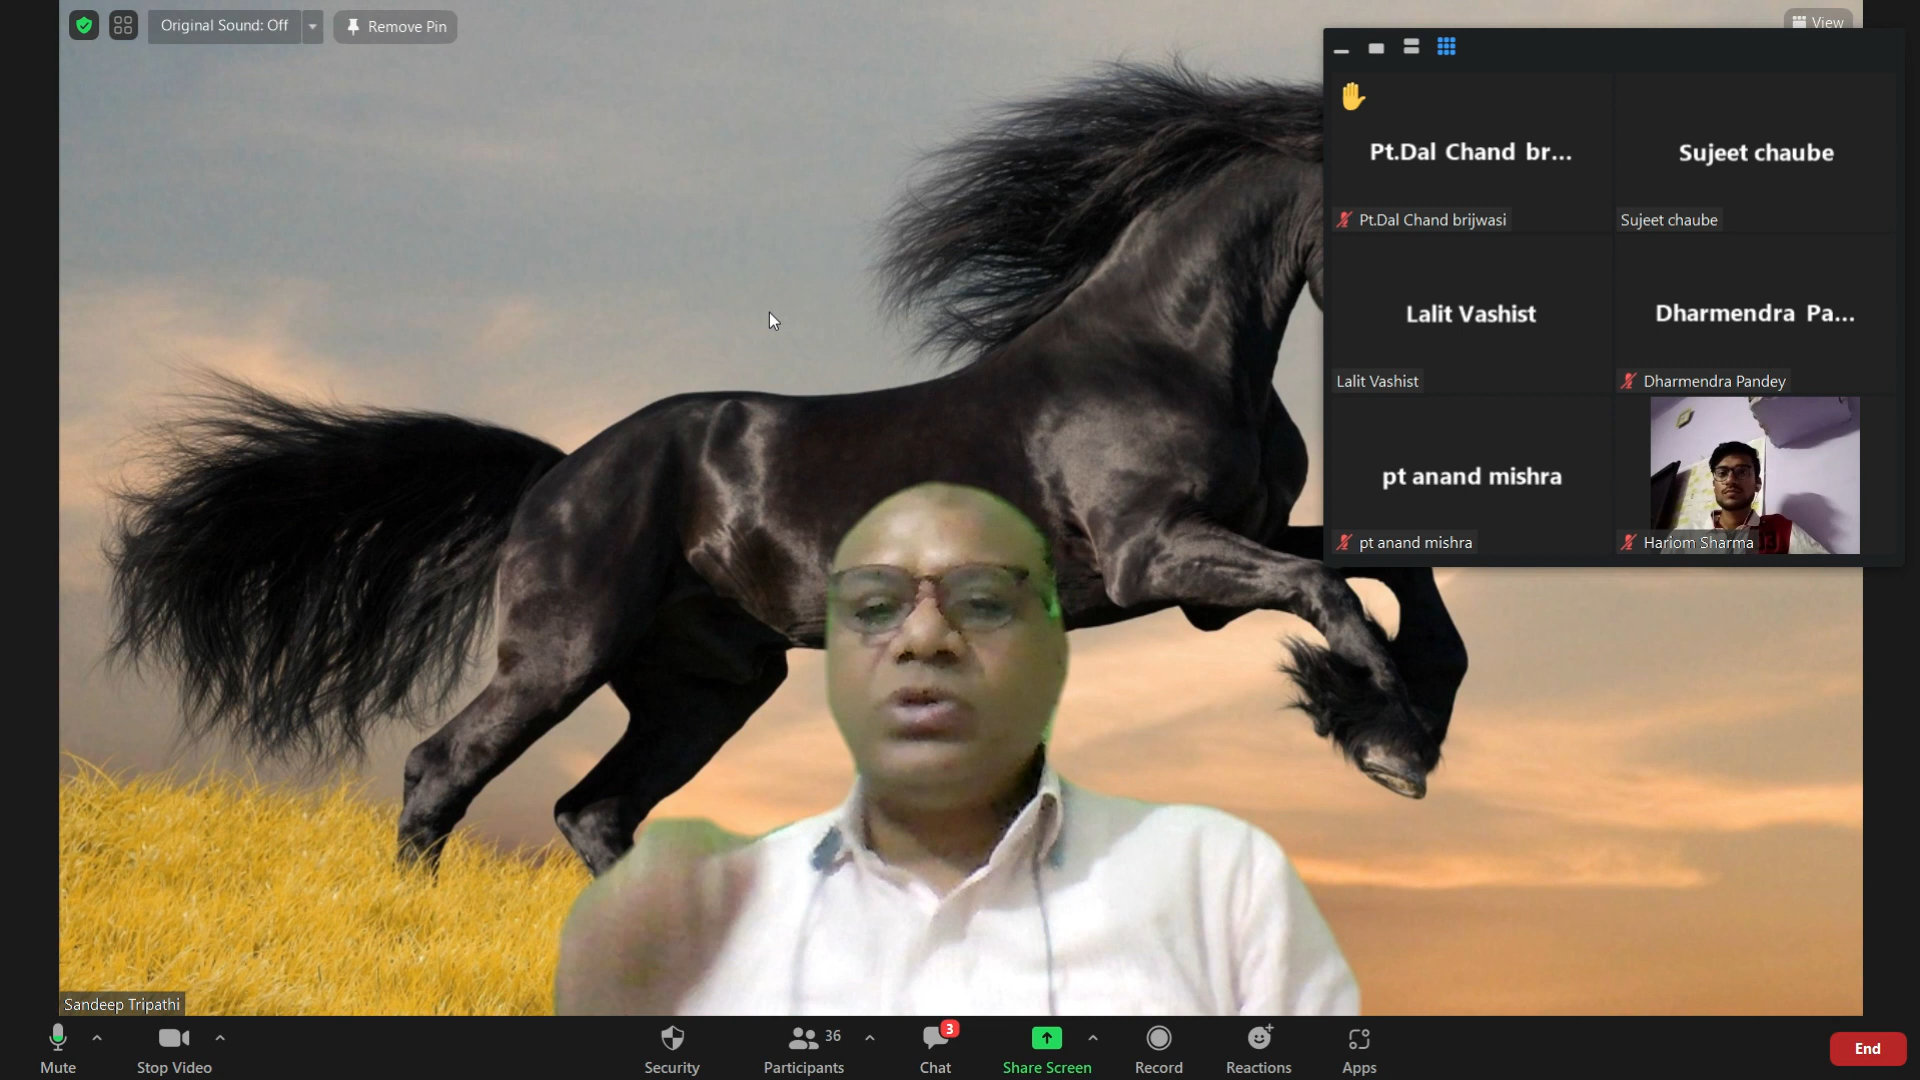 Original Sound: Off
Remove Pin
View
Pt.Dal Chand br...
Sujeet chaube
Pt.Dal Chand brijwasi
Sujeet chaube
Lalit Vashist
Dharmendra Pa...
Lalit Vashist
Dharmendra Pandey
pt anand mishra
pt anand mishra
Hariom Sharma
Sandeep Tripathi
36
3
Mute
Stop Video
Security
Participants
Chat
Share Screen
Record
Reactions
Apps
End